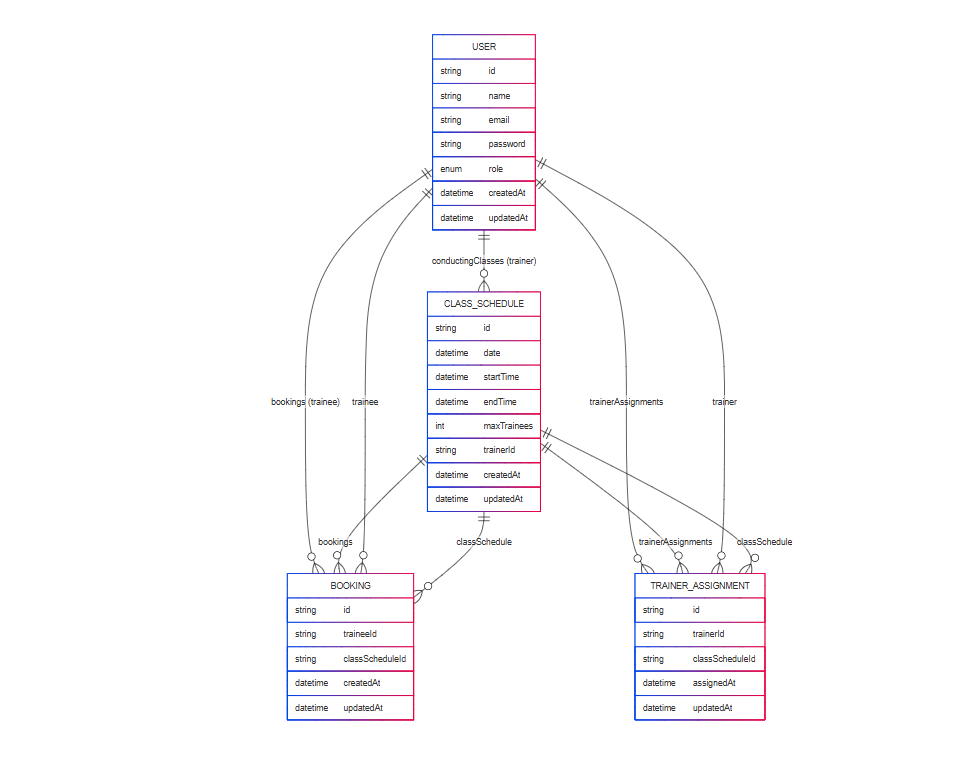 USER
string id
string name
string email
string password
enum role
datetime createdAt
datetime updatedAt
conductingClasses (trainer)
CLASS_SCHEDULE
string id
datetime date
datetime startTime
datetime endTime
int maxTrainees
string trainerId
datetime createdAt
datetime updatedAt
bookings (trainee) trainee trainerAssignments trainer
bookings classSchedule trainerAssignments classSchedule
BOOKING
string id
string traineeId
string classScheduleId
datetime createdAt
datetime updatedAt
TRAINER_ASSIGNMENT
string id
string trainerId
string classScheduleId
datetime assignedAt
datetime updatedAt